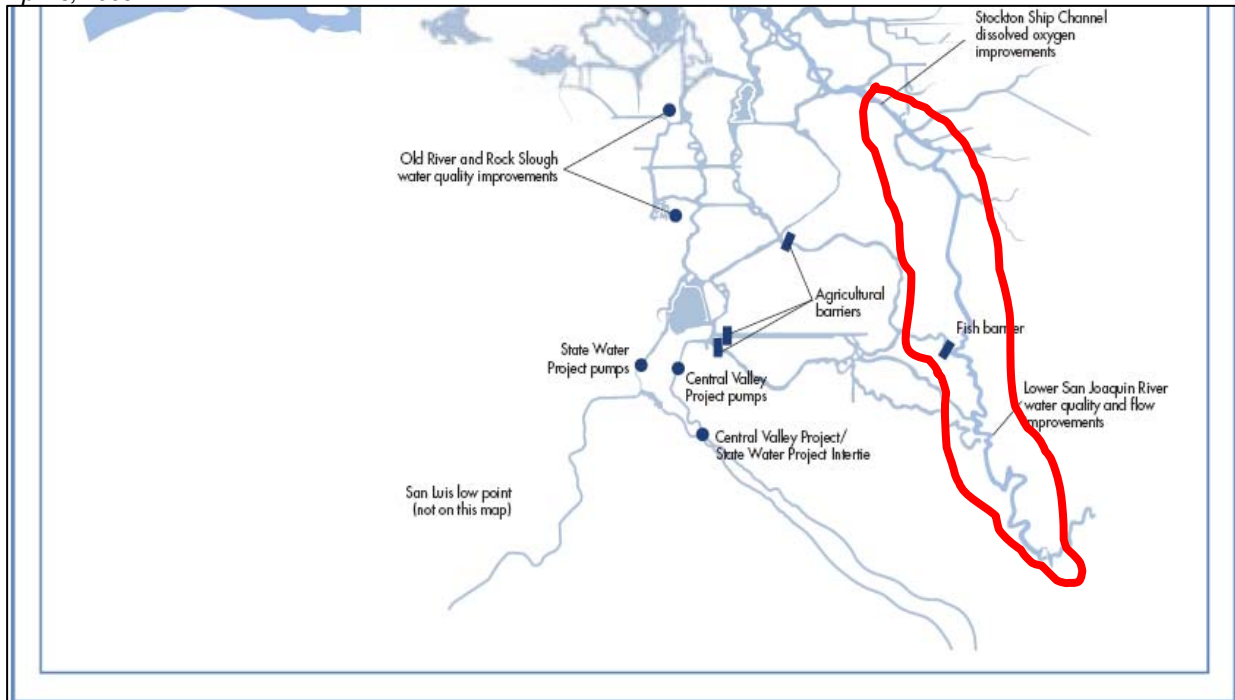 Stockton Ship Channel
dissolved oxygen
improvements
Old River and Rock Slough
water quality improvements
Agricultural
barriers
Fish barrier
State Water
Project pumps
Central Valley
Project pumps
Lower San Joaquin River
water quality and flow
improvements
Central Valley Project/
State Water Project Intertie
San Luis low point
(not on this map)